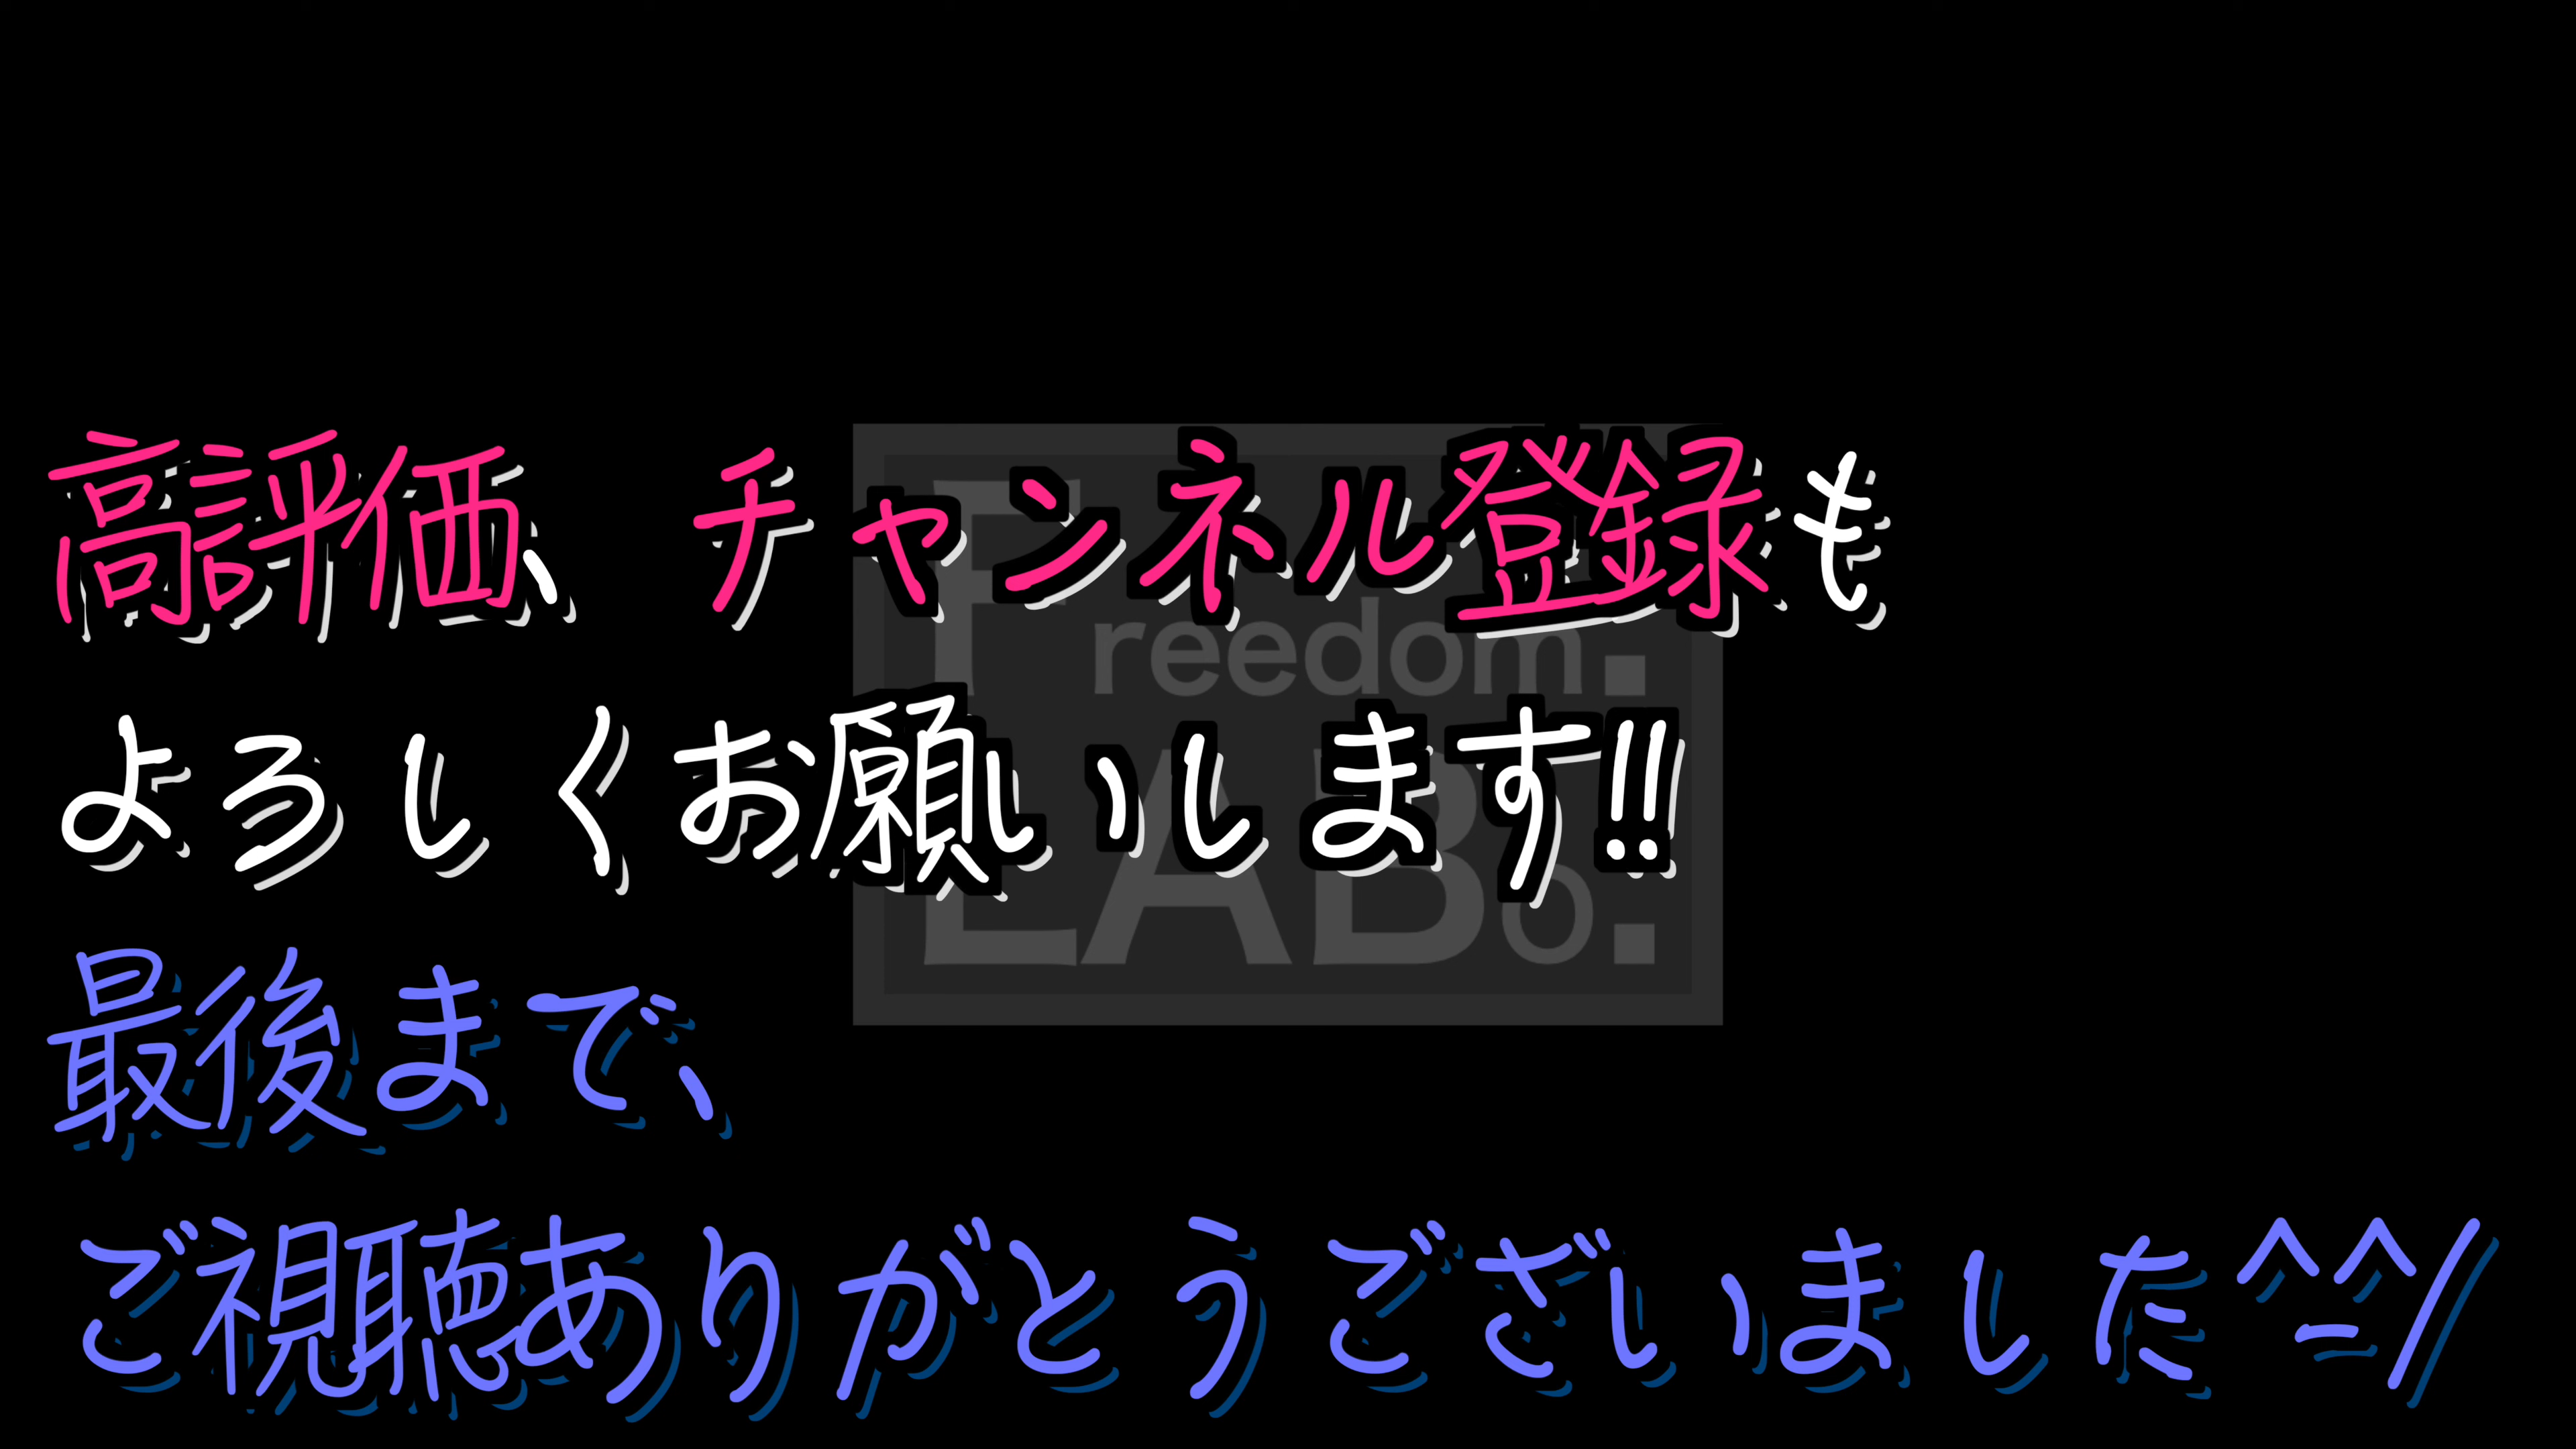 高評価、チャンネル登録も
Freedom.
よろしくお願いします!!
LABo.
最後まで、
ご視聴ありがとうございました^_^/